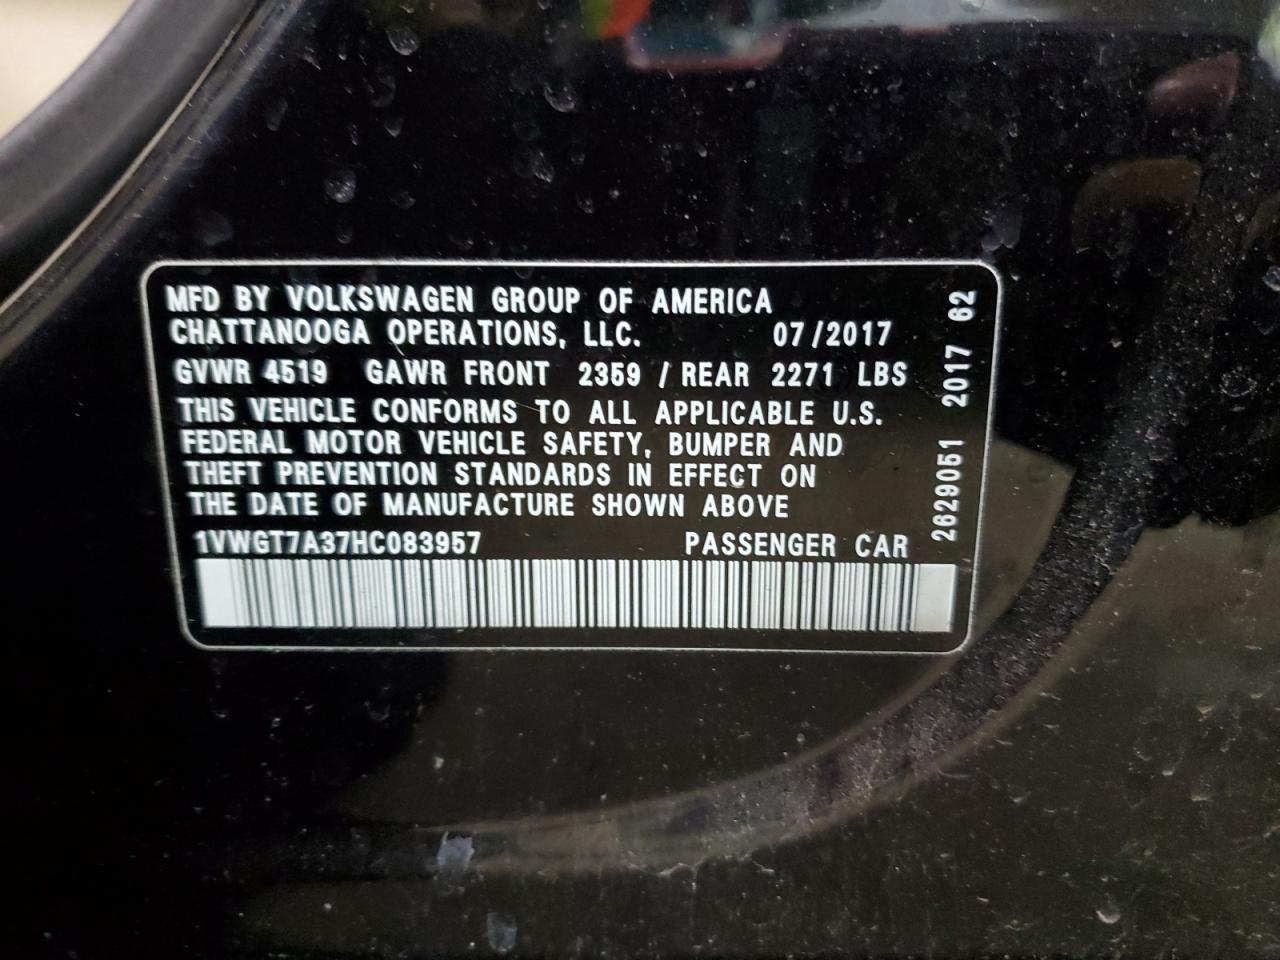 MFD BY VOLKSWAGEN GROUP OF AMERICA
CHATTANOOGA OPERATIONS, LLC. 07/2017
GVWR 4519 GAWR FRONT 2359 / REAR 2271 LBS
THIS VEHICLE CONFORMS TO ALL APPLICABLE U.S.
FEDERAL MOTOR VEHICLE SAFETY, BUMPER AND
THEFT PREVENTION STANDARDS IN EFFECT ON
THE DATE OF MANUFACTURE SHOWN ABOVE
1VWGT7A37HC083957 PASSENGER CAR
2629051 2017 62